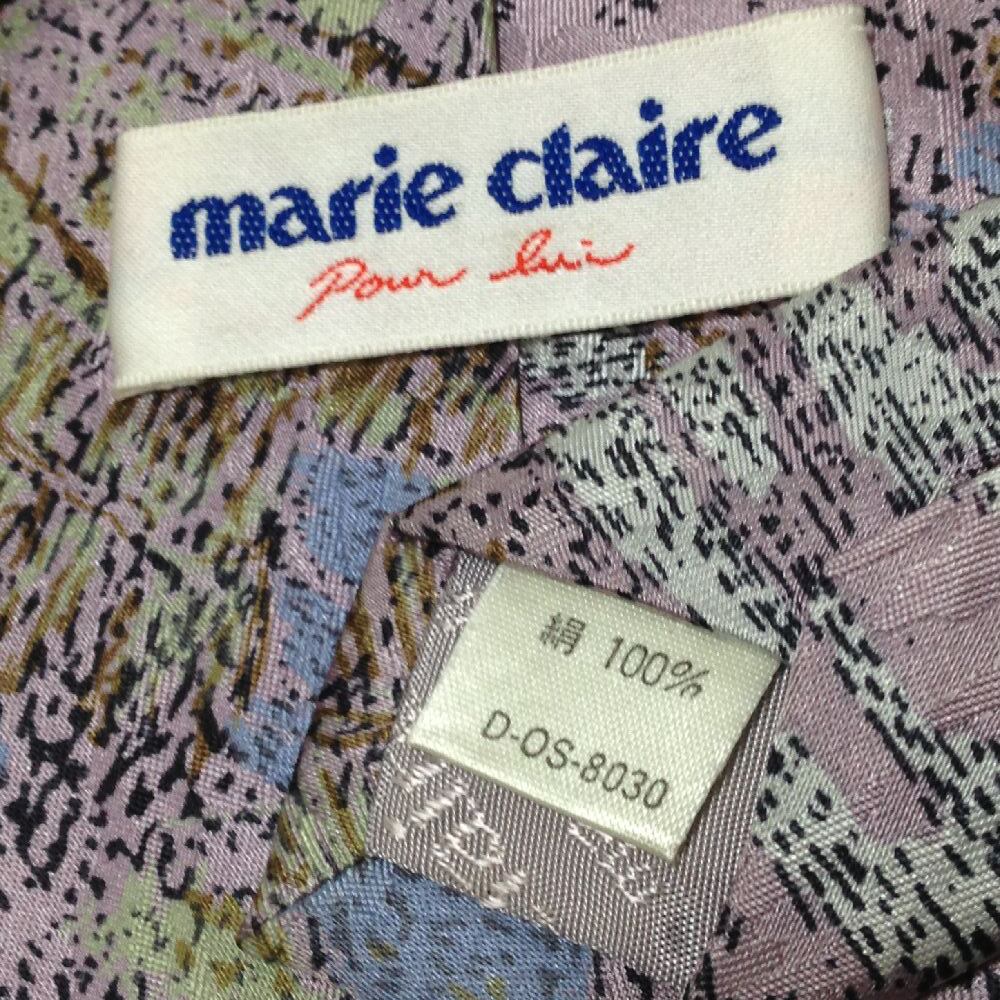 marie claire
Pour lui
絹 100%
D-OS-8030